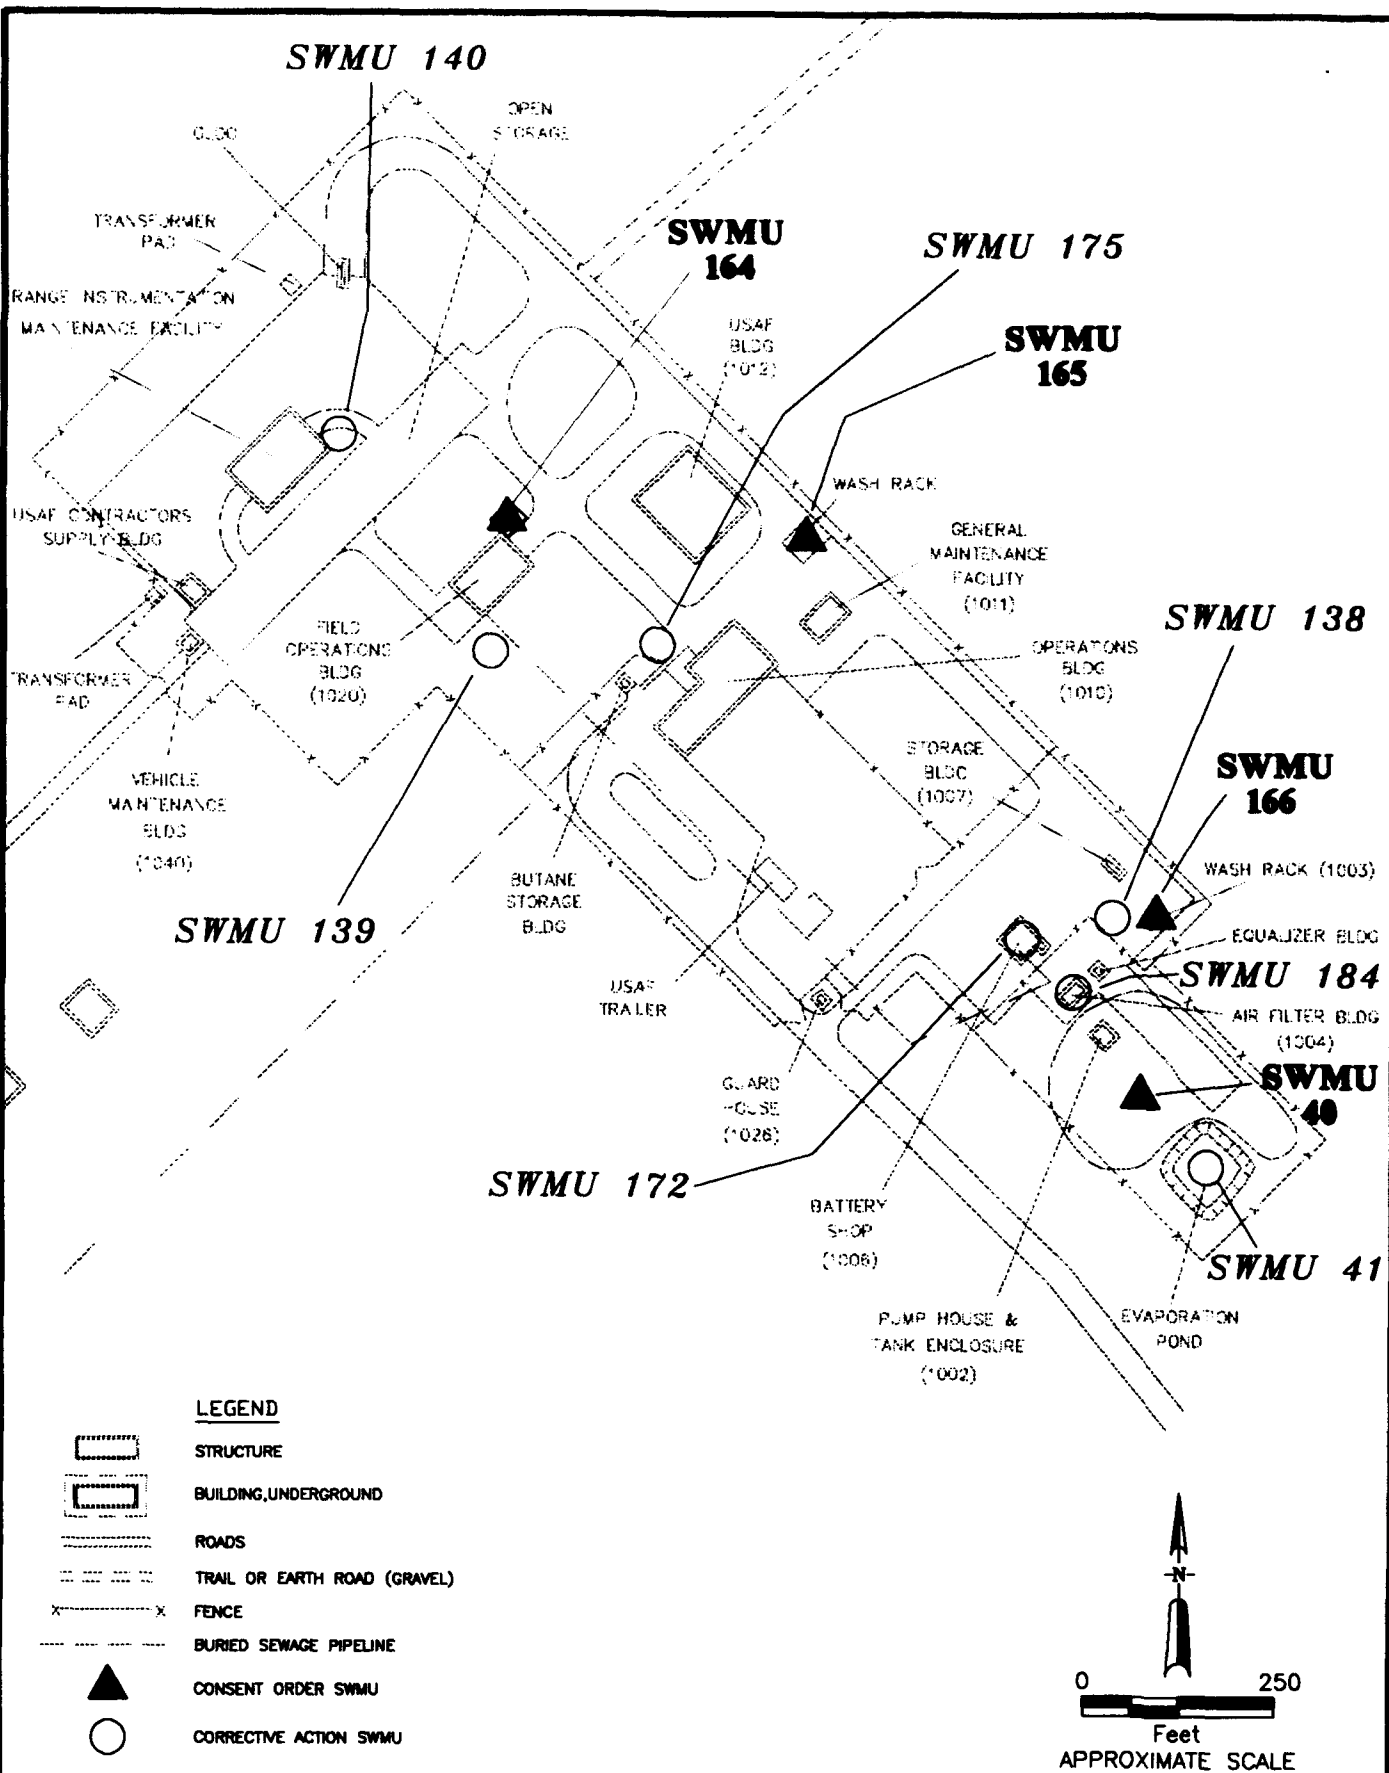 SWMU 140
OPEN
STORAGE
TRANSFORMER
PAD
SWMU
164
SWMU 175
RANGE INSTRUMENTATION
MAINTENANCE FACILITY
USAF
BLDG
(1012)
SWMU
165
WASH RACK
USAF CONTRACTORS
SUPPLY BLDG
GENERAL
MAINTENANCE
FACILITY
(1011)
SWMU 138
FIELD
OPERATIONS
BLDG
(1020)
OPERATIONS
BLDG
(1010)
TRANSFORMER
PAD
STORAGE
BLDG
(1007)
SWMU
166
VEHICLE
MAINTENANCE
BLDG
(1040)
WASH RACK (1003)
BUTANE
STORAGE
BLDG
SWMU 139
EQUALIZER BLDG
SWMU 184
USAF
TRAILER
AIR FILTER BLDG
(1004)
GUARD
HOUSE
(1026)
SWMU
40
SWMU 172
BATTERY
SHOP
(1006)
SWMU 41
PUMP HOUSE &
TANK ENCLOSURE
(1002)
EVAPORATION
POND
LEGEND
STRUCTURE
BUILDING,UNDERGROUND
ROADS
TRAIL OR EARTH ROAD (GRAVEL)
X X FENCE
BURIED SEWAGE PIPELINE
CONSENT ORDER SWMU
CORRECTIVE ACTION SWMU
N
0 250
Feet
APPROXIMATE SCALE